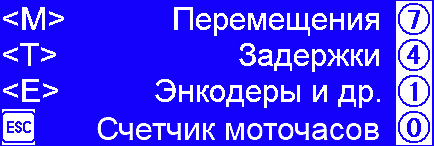 <M> Перемещения 7
<T> Задержки 4
<E> Энкодеры и др. 1
ESC Счетчик моточасов 0